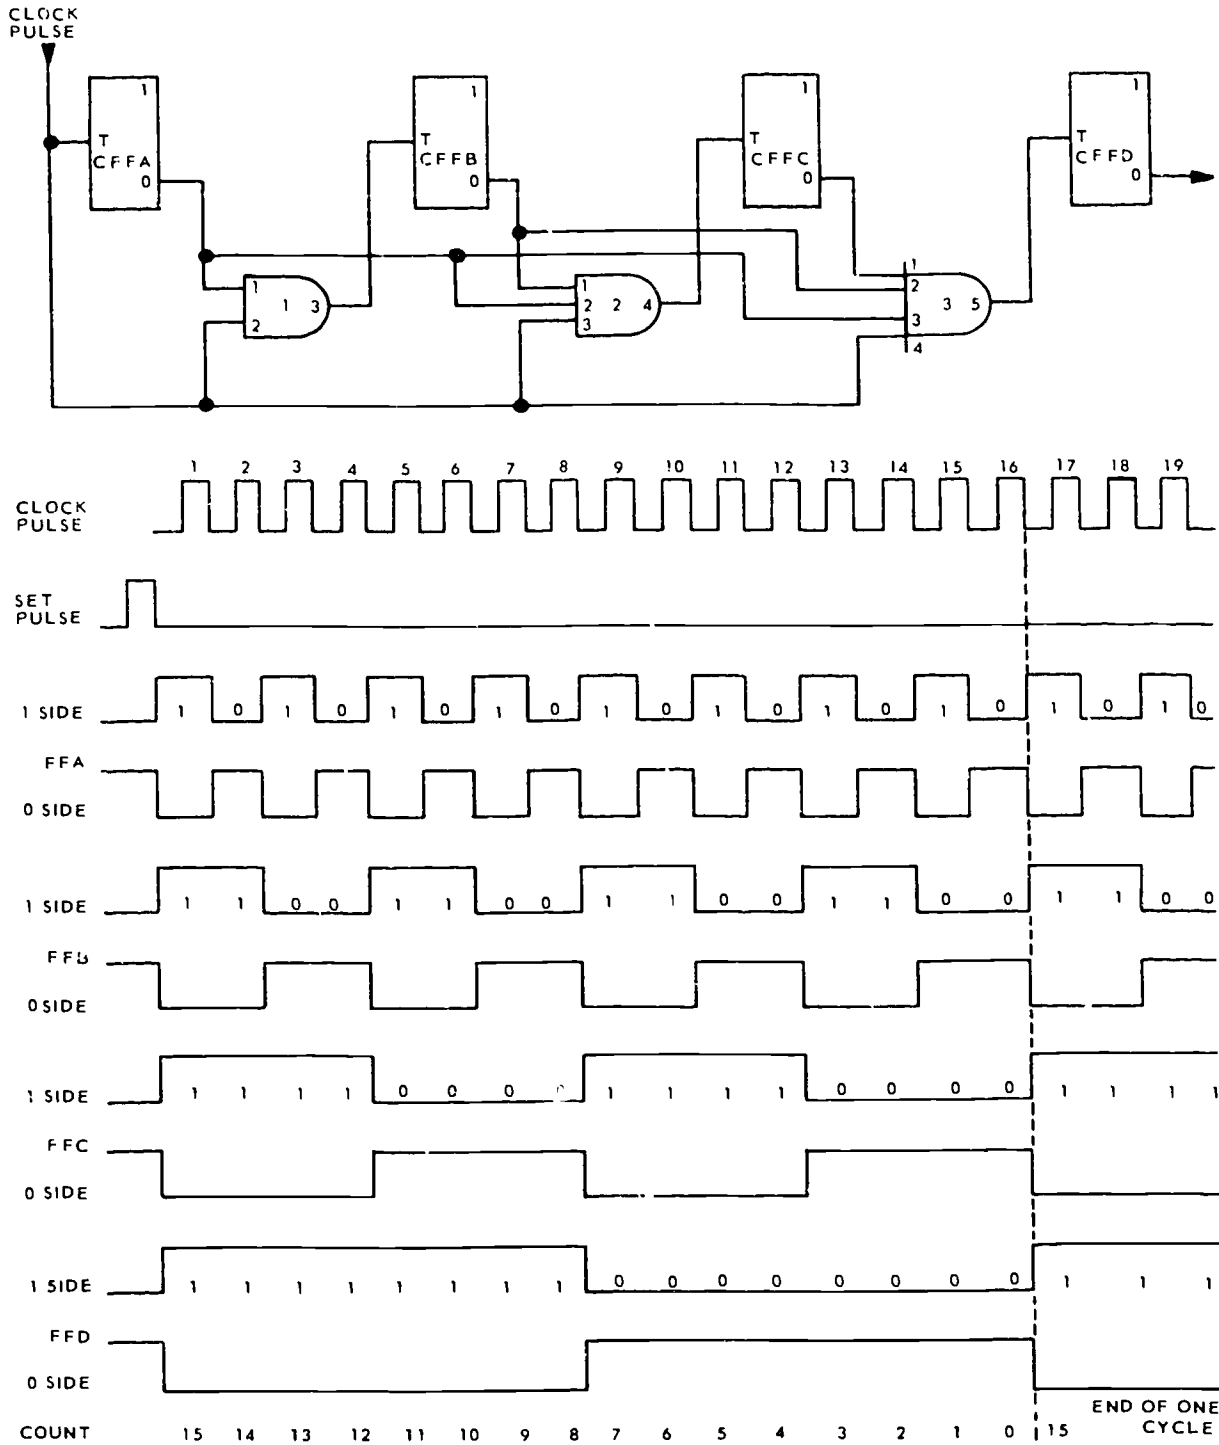 CLOCK
PULSE
1 1 1 1
T T T T
CFFA CFFB CFFC CFFD
0 0 0 0
1 1 3 2
1 2 2 4 3
1 2 3 5 3 4
1 2 3 4 5 6 7 8 9 10 11 12 13 14 15 16 17 18 19
CLOCK
PULSE
SET
PULSE
1 SIDE 1 0 1 0 1 0 1 0 1 0 1 0 1 0 1 0 1 0 1 0
FFA
0 SIDE
1 SIDE 1 1 0 0 1 1 0 0 1 1 0 0 1 1 0 0 1 1 0 0
FFB
0 SIDE
1 SIDE 1 1 1 1 0 0 0 0 1 1 1 1 0 0 0 0 1 1 1 1
FFC
0 SIDE
1 SIDE 1 1 1 1 1 1 1 1 0 0 0 0 0 0 0 0 1 1 1
FFD
0 SIDE
END OF ONE
CYCLE
COUNT 15 14 13 12 11 10 9 8 7 6 5 4 3 2 1 0 15